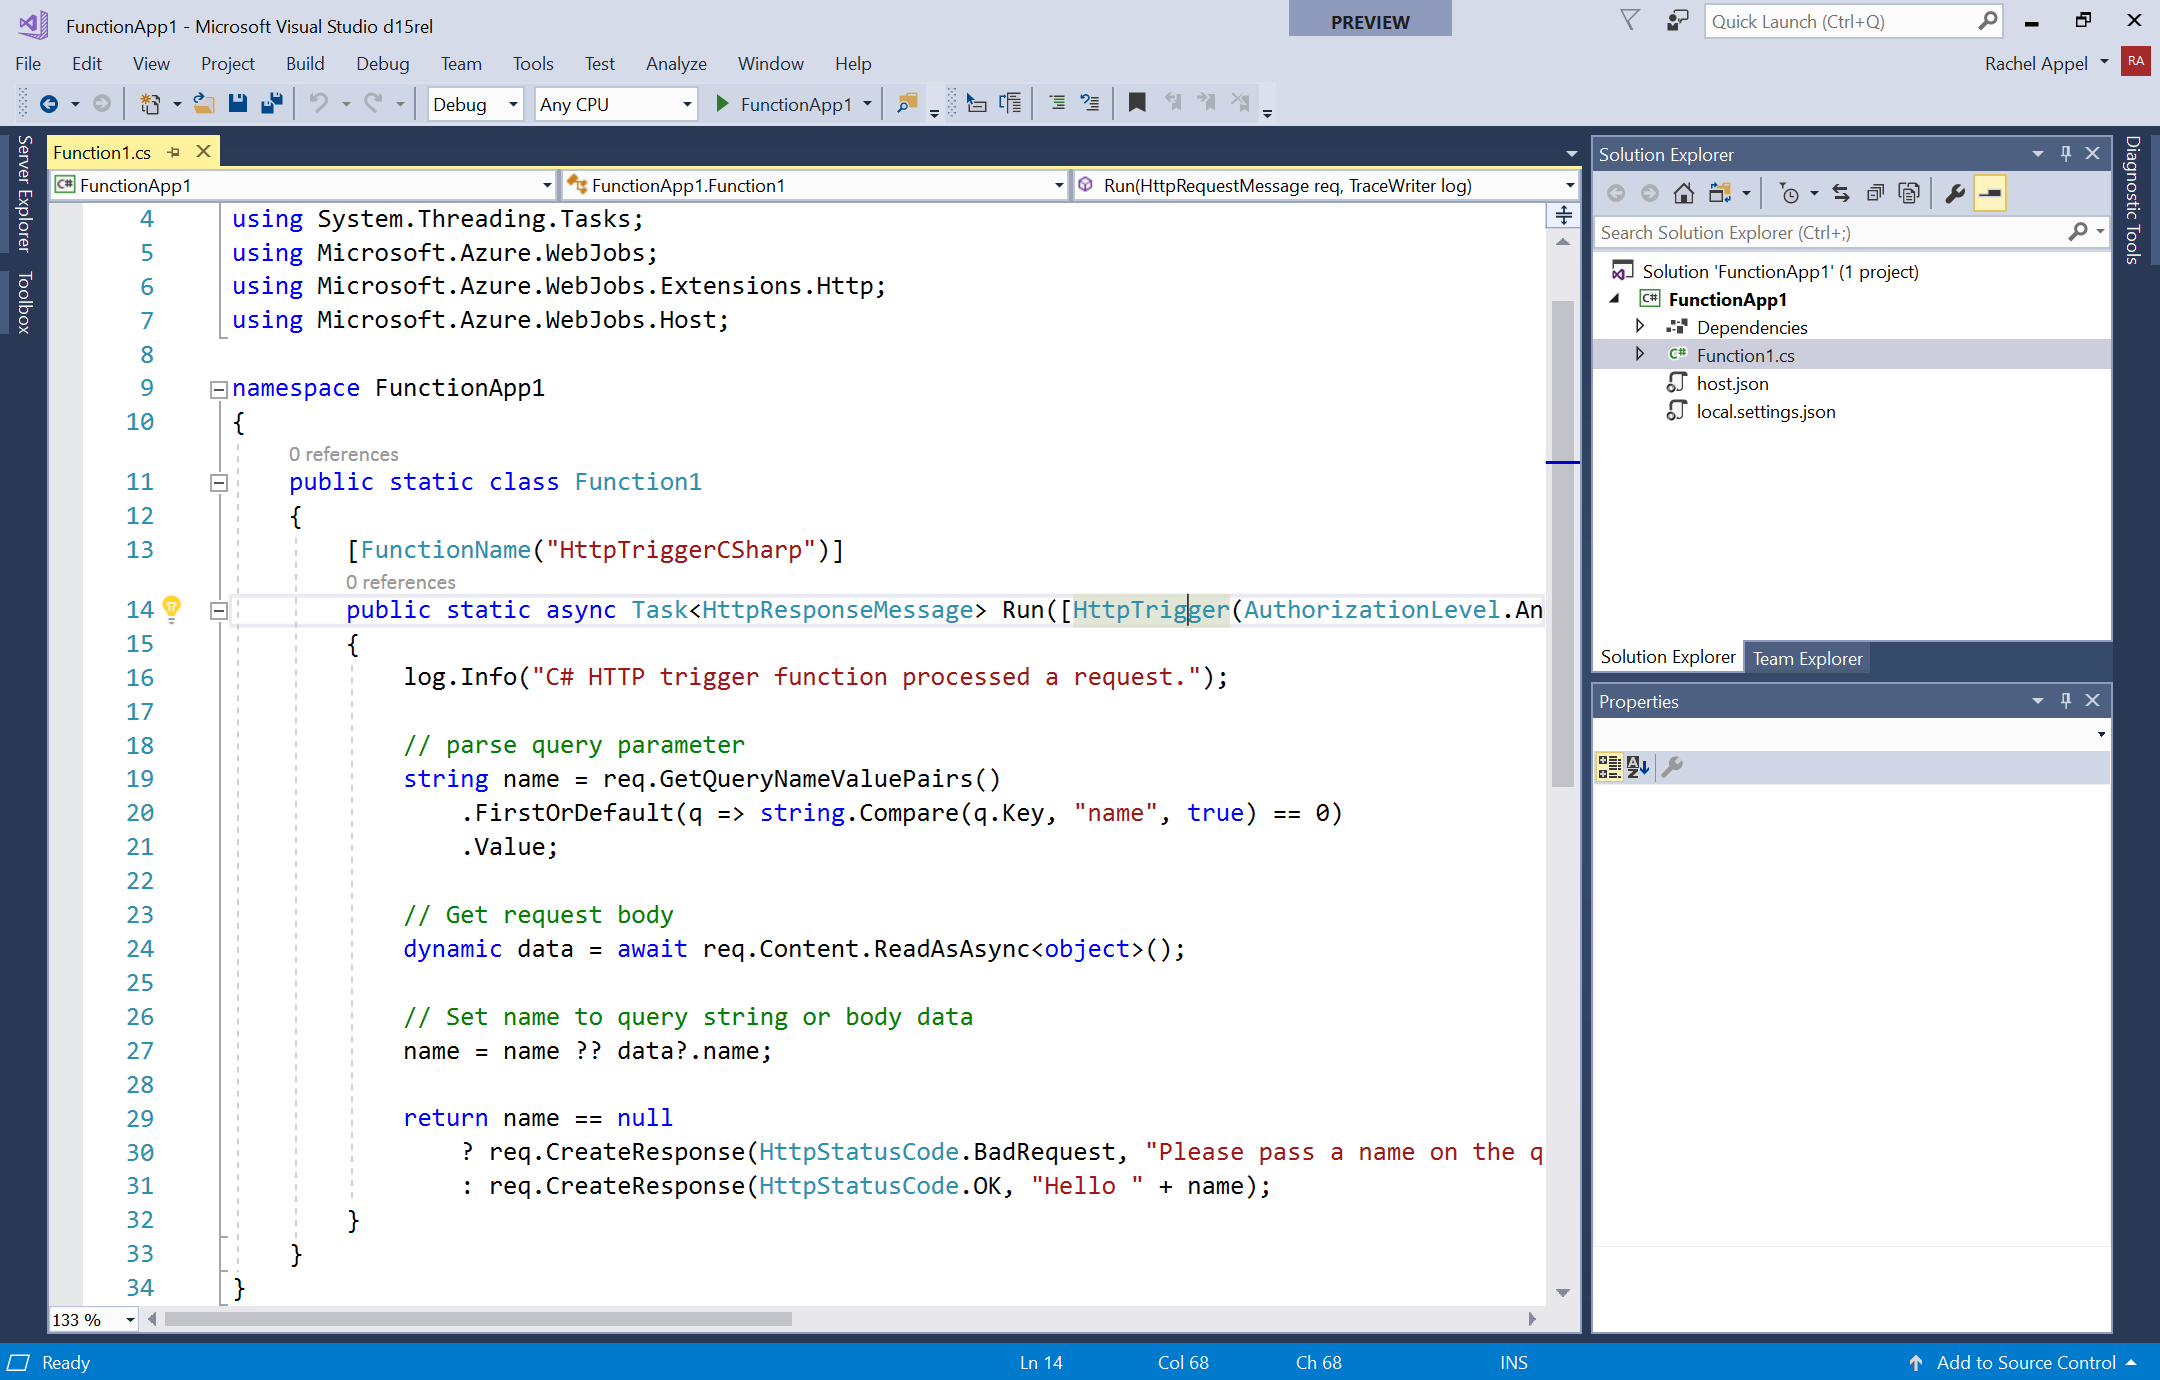 FunctionApp1 - Microsoft Visual Studio d15rel
PREVIEW
Quick Launch (Ctrl+Q)
File Edit View Project Build Debug Team Tools Test Analyze Window Help
Rachel Appel RA
Debug Any CPU FunctionApp1
Server Explorer
Toolbox
Function1.cs
FunctionApp1
FunctionApp1.Function1
Run(HttpRequestMessage req, TraceWriter log)
4 using System.Threading.Tasks;
5 using Microsoft.Azure.WebJobs;
6 using Microsoft.Azure.WebJobs.Extensions.Http;
7 using Microsoft.Azure.WebJobs.Host;
8
9 namespace FunctionApp1
10 {
0 references
11 public static class Function1
12 {
13 [FunctionName("HttpTriggerCSharp")]
0 references
14 public static async Task<HttpResponseMessage> Run([HttpTrigger(AuthorizationLevel.An
15 {
16 log.Info("C# HTTP trigger function processed a request.");
17
18 // parse query parameter
19 string name = req.GetQueryNameValuePairs()
20 .FirstOrDefault(q => string.Compare(q.Key, "name", true) == 0)
21 .Value;
22
23 // Get request body
24 dynamic data = await req.Content.ReadAsAsync<object>();
25
26 // Set name to query string or body data
27 name = name ?? data?.name;
28
29 return name == null
30 ? req.CreateResponse(HttpStatusCode.BadRequest, "Please pass a name on the q
31 : req.CreateResponse(HttpStatusCode.OK, "Hello " + name);
32 }
33 }
34 }
133 %
Solution Explorer
Search Solution Explorer (Ctrl+;)
Solution 'FunctionApp1' (1 project)
C# FunctionApp1
Dependencies
C# Function1.cs
host.json
local.settings.json
Solution Explorer Team Explorer
Properties
Diagnostic Tools
Ready
Ln 14 Col 68 Ch 68 INS
Add to Source Control